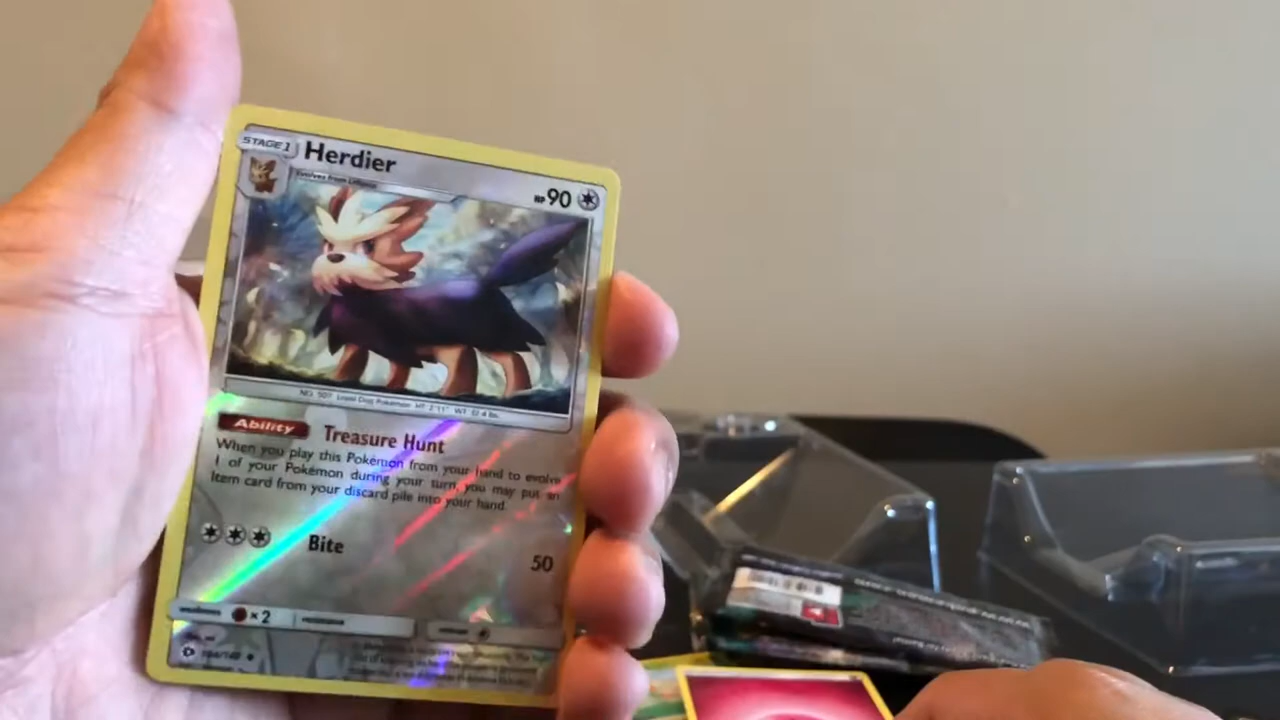 STAGE 1
Herdier
Evolves from Lillipup
HP 90
NO. 507 Loyal Dog Pokémon HT: 2'11" WT: 32.4 lbs.
Ability Treasure Hunt
When you play this Pokémon from your hand to evolve
1 of your Pokémon during your turn, you may put an
Item card from your discard pile into your hand.
Bite 50
weakness ×2 resistance